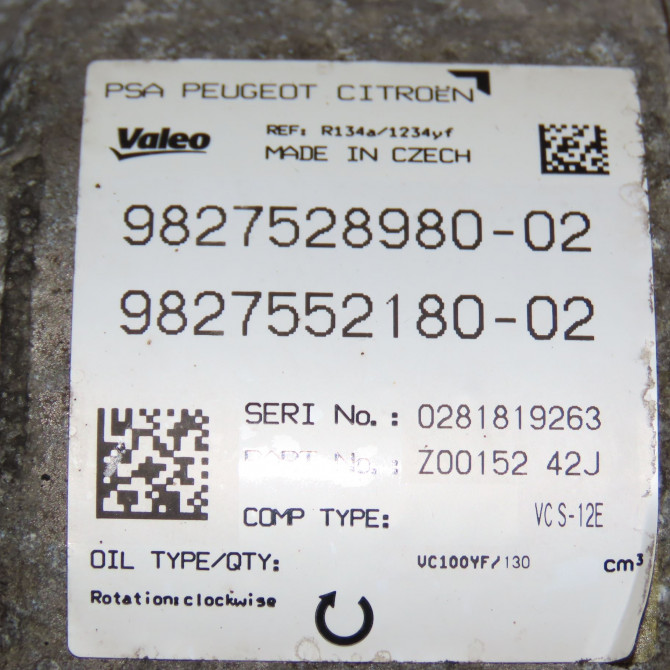 PSA PEUGEOT CITROËN
Valeo
REF: R134a/1234yf
MADE IN CZECH
9827528980-02
9827552180-02
SERI No.: 0281819263
PART No.: Z00152 42J
COMP TYPE: VC S-12E
OIL TYPE/QTY: VC100YF/130 cm³
Rotation:clockwise